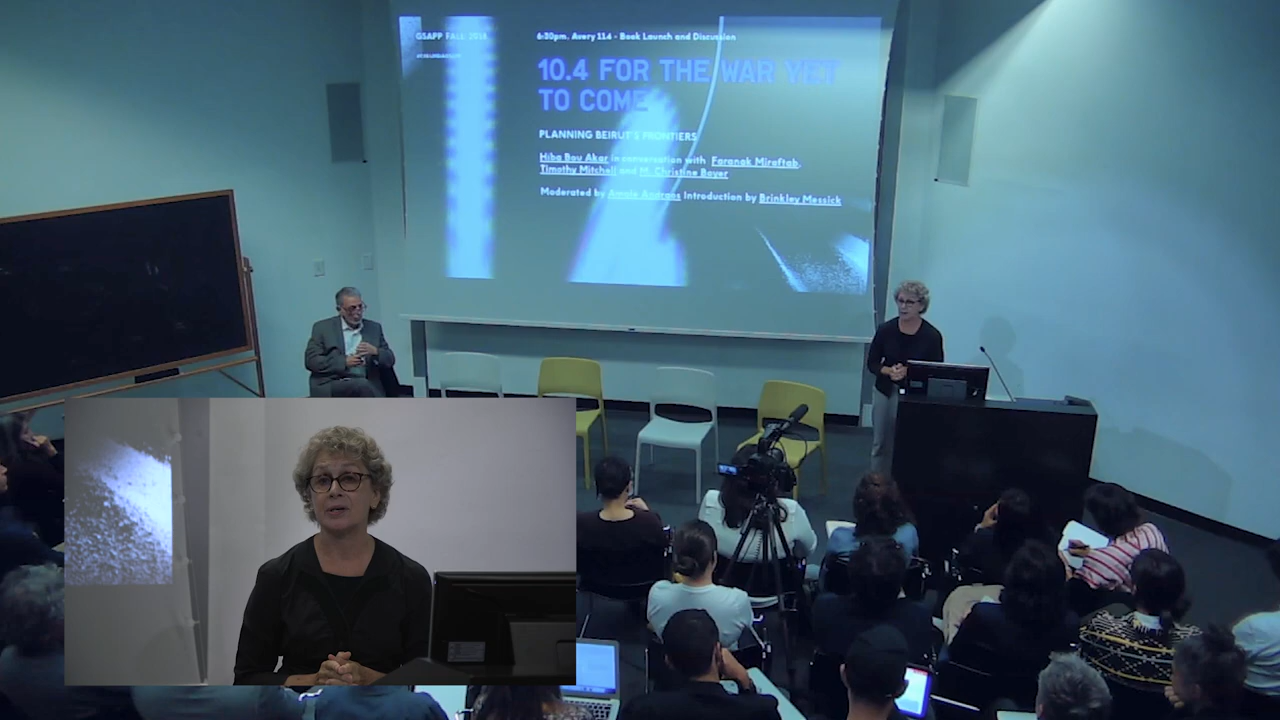 GSAPP FALL 2018
6:30pm. Avery 114 - Book Launch and Discussion
10.4 FOR THE WAR YET
TO COME
PLANNING BEIRUT'S FRONTIERS
Hiba Bou Akar in conversation with Faranak Miraftab,
Timothy Mitchell and M. Christine Boyer
Moderated by Amale Andraos Introduction by Brinkley Messick